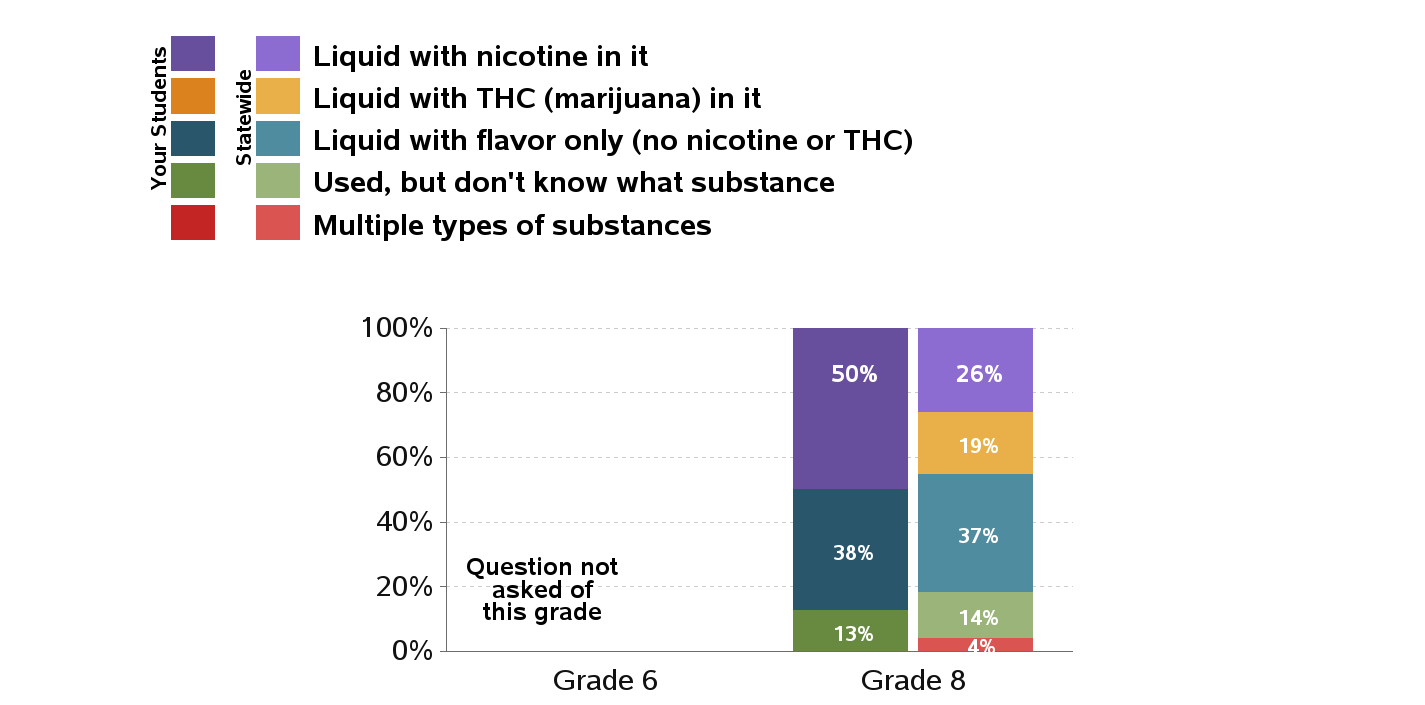 Your Students
Statewide
Liquid with nicotine in it
Liquid with THC (marijuana) in it
Liquid with flavor only (no nicotine or THC)
Used, but don't know what substance
Multiple types of substances
100%
80%
60%
40%
20%
0%
50%
26%
19%
38%
37%
13%
14%
4%
Question not
asked of
this grade
Grade 6
Grade 8